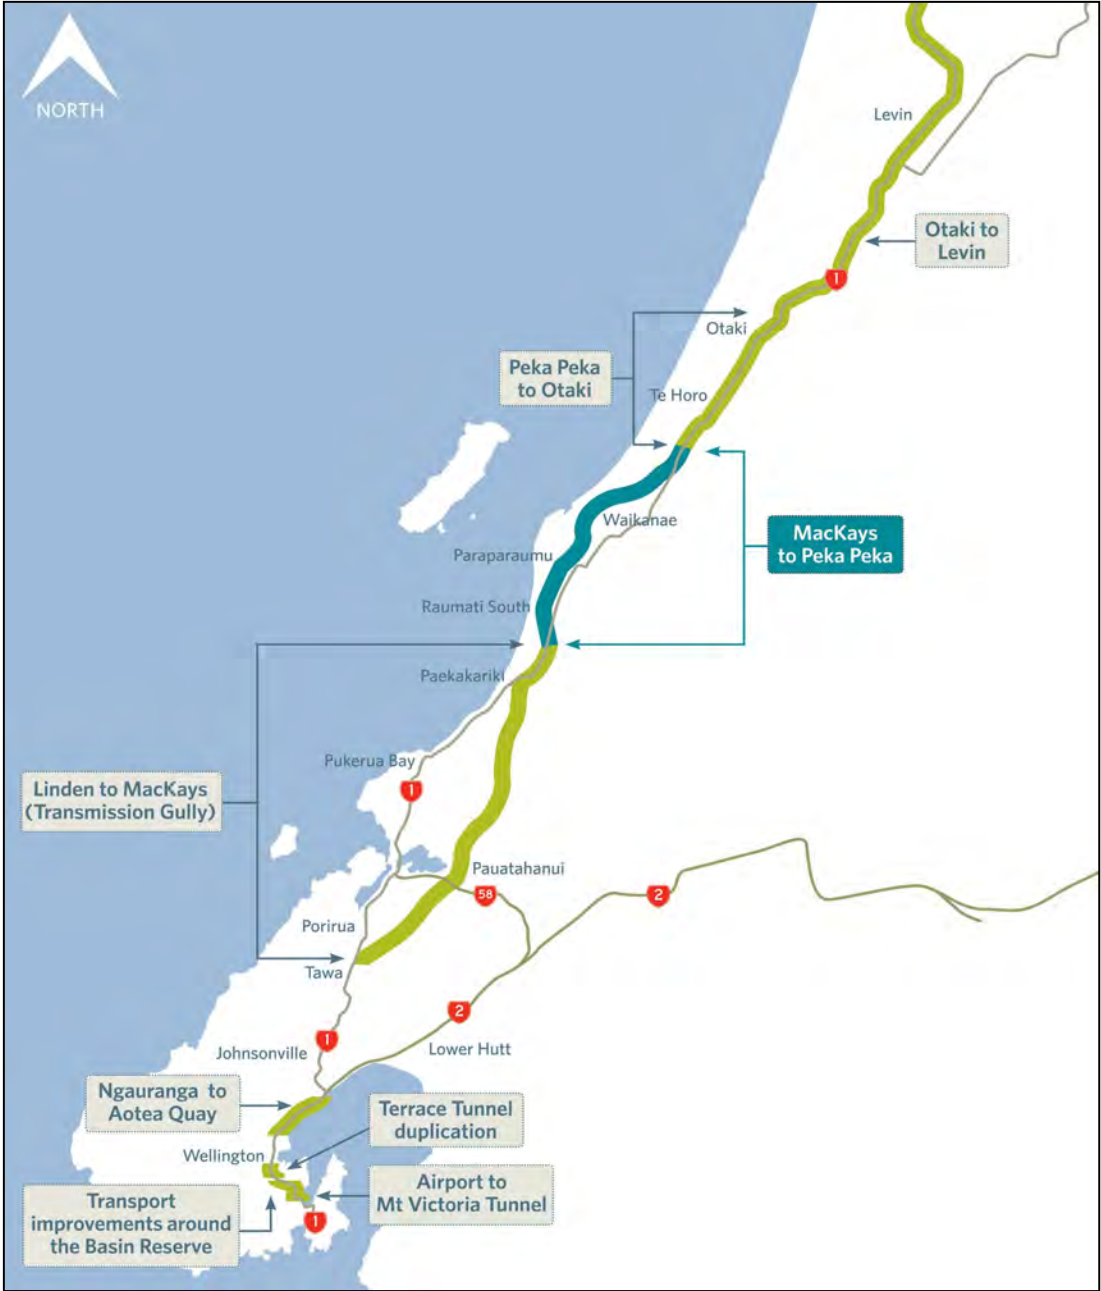 NORTH
Levin
Otaki to
Levin
1
Otaki
Peka Peka
to Otaki
Te Horo
Waikanae
MacKays
to Peka Peka
Paraparaumu
Raumati South
Paekakariki
Pukerua Bay
Linden to MacKays
(Transmission Gully)
1
Pauatahanui
58
2
Porirua
Tawa
2
1
Johnsonville
Lower Hutt
Ngauranga to
Aotea Quay
Terrace Tunnel
duplication
Wellington
Airport to
Mt Victoria Tunnel
Transport
improvements around
the Basin Reserve
1